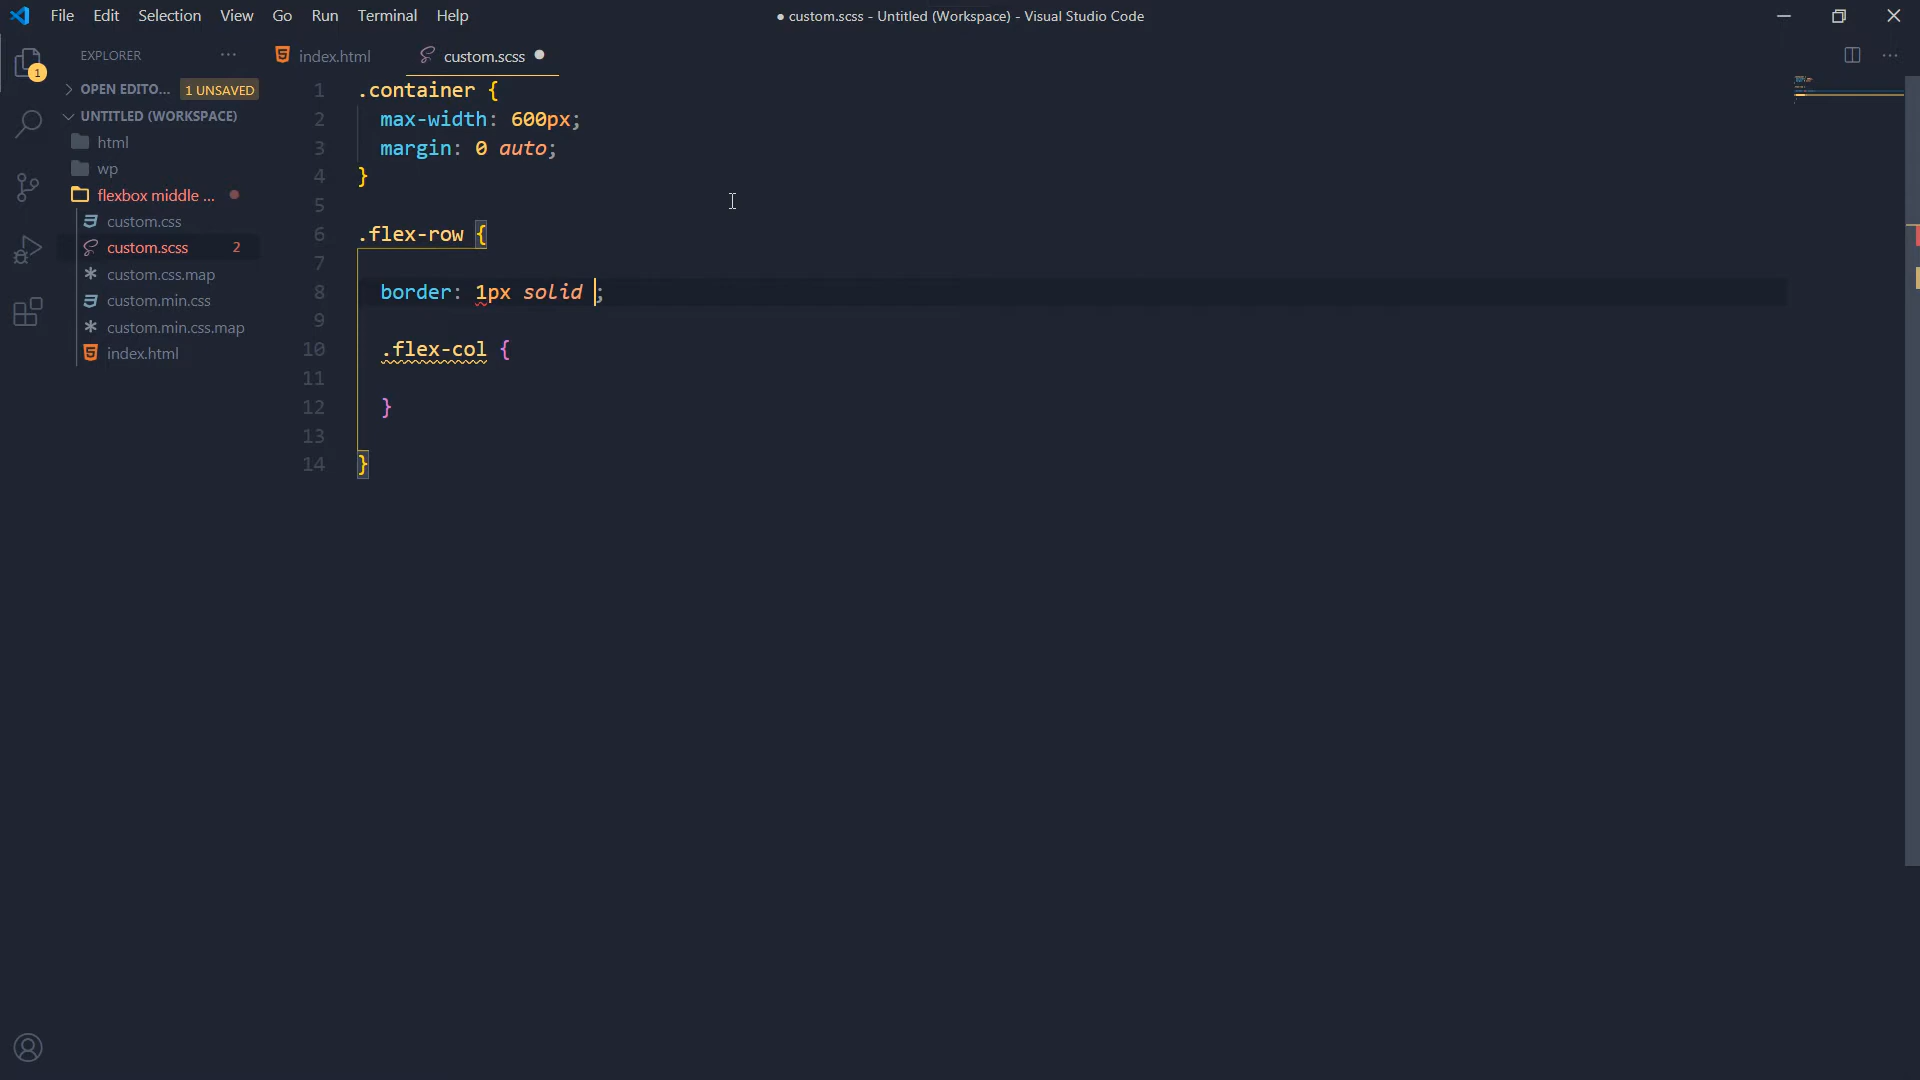 File Edit Selection View Go Run Terminal Help
● custom.scss - Untitled (Workspace) - Visual Studio Code
EXPLORER ···
index.html
custom.scss ●
1
OPEN EDITO... 1 UNSAVED
UNTITLED (WORKSPACE)
html
wp
flexbox middle ...
custom.css
custom.scss 2
custom.css.map
custom.min.css
custom.min.css.map
index.html
1 .container {
2 max-width: 600px;
3 margin: 0 auto;
4 }
5
6 .flex-row {
7
8 border: 1px solid ;
9
10 .flex-col {
11
12 }
13
14 }